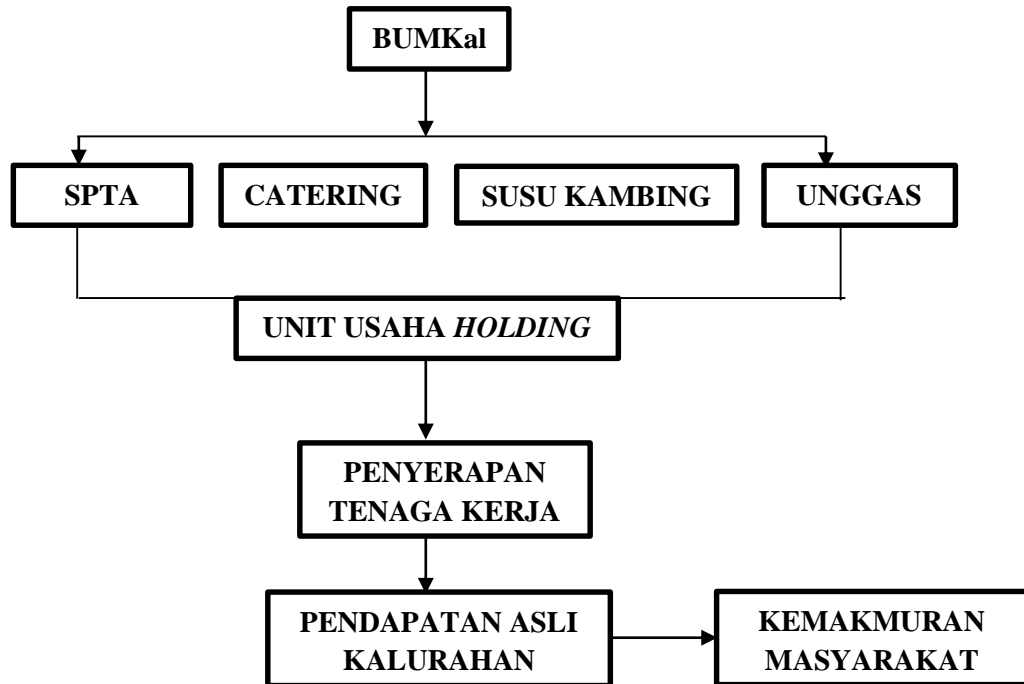 BUMKal
SPTA
CATERING
SUSU KAMBING
UNGGAS
UNIT USAHA HOLDING
PENYERAPAN
TENAGA KERJA
PENDAPATAN ASLI
KALURAHAN
KEMAKMURAN
MASYARAKAT